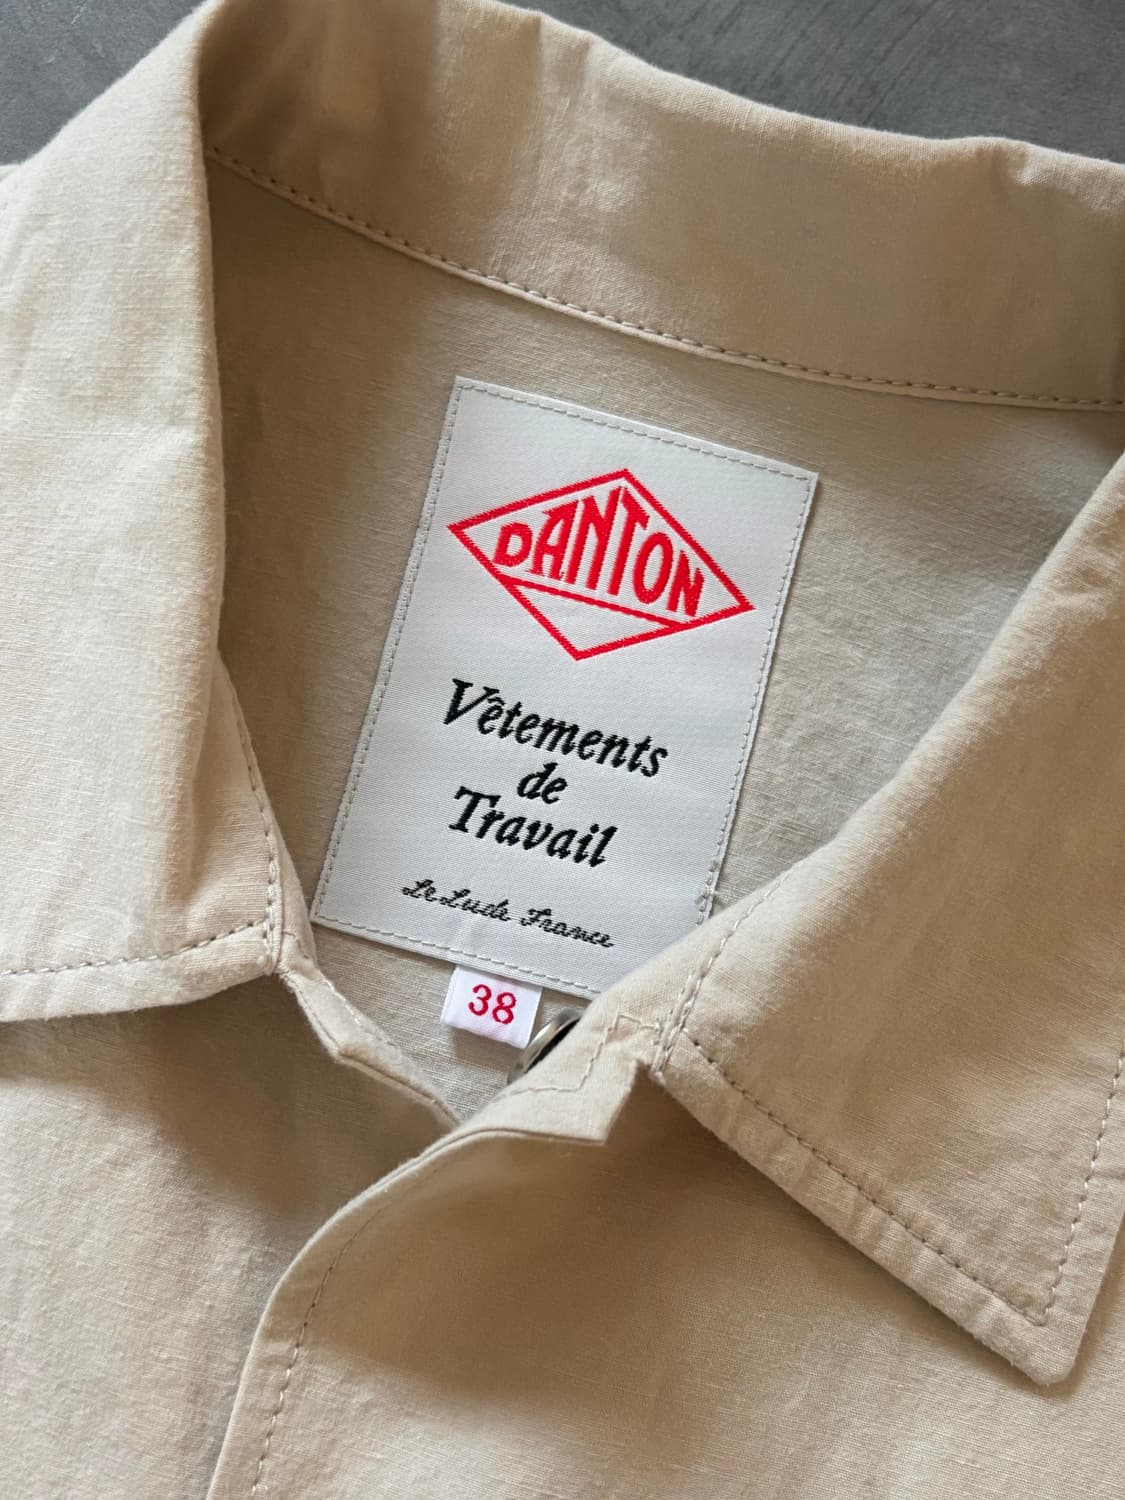 DANTON
Vêtements
de
Travail
Le Lude France
38